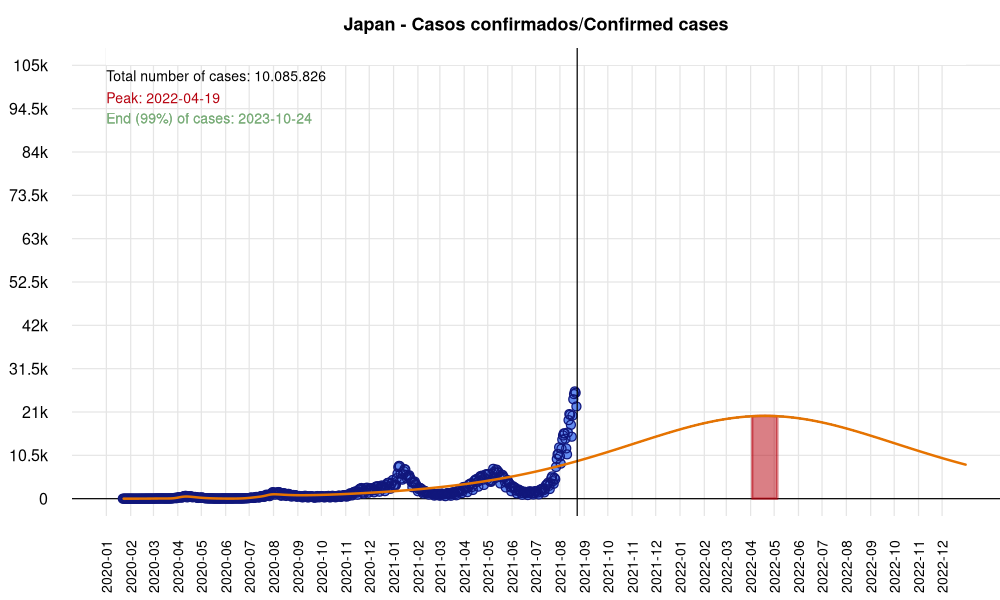 Japan - Casos confirmados/Confirmed cases
Total number of cases: 10.085.826
Peak: 2022-04-19
End (99%) of cases: 2023-10-24
105k
94.5k
84k
73.5k
63k
52.5k
42k
31.5k
21k
10.5k
0
2020-01
2020-02
2020-03
2020-04
2020-05
2020-06
2020-07
2020-08
2020-09
2020-10
2020-11
2020-12
2021-01
2021-02
2021-03
2021-04
2021-05
2021-06
2021-07
2021-08
2021-09
2021-10
2021-11
2021-12
2022-01
2022-02
2022-03
2022-04
2022-05
2022-06
2022-07
2022-08
2022-09
2022-10
2022-11
2022-12